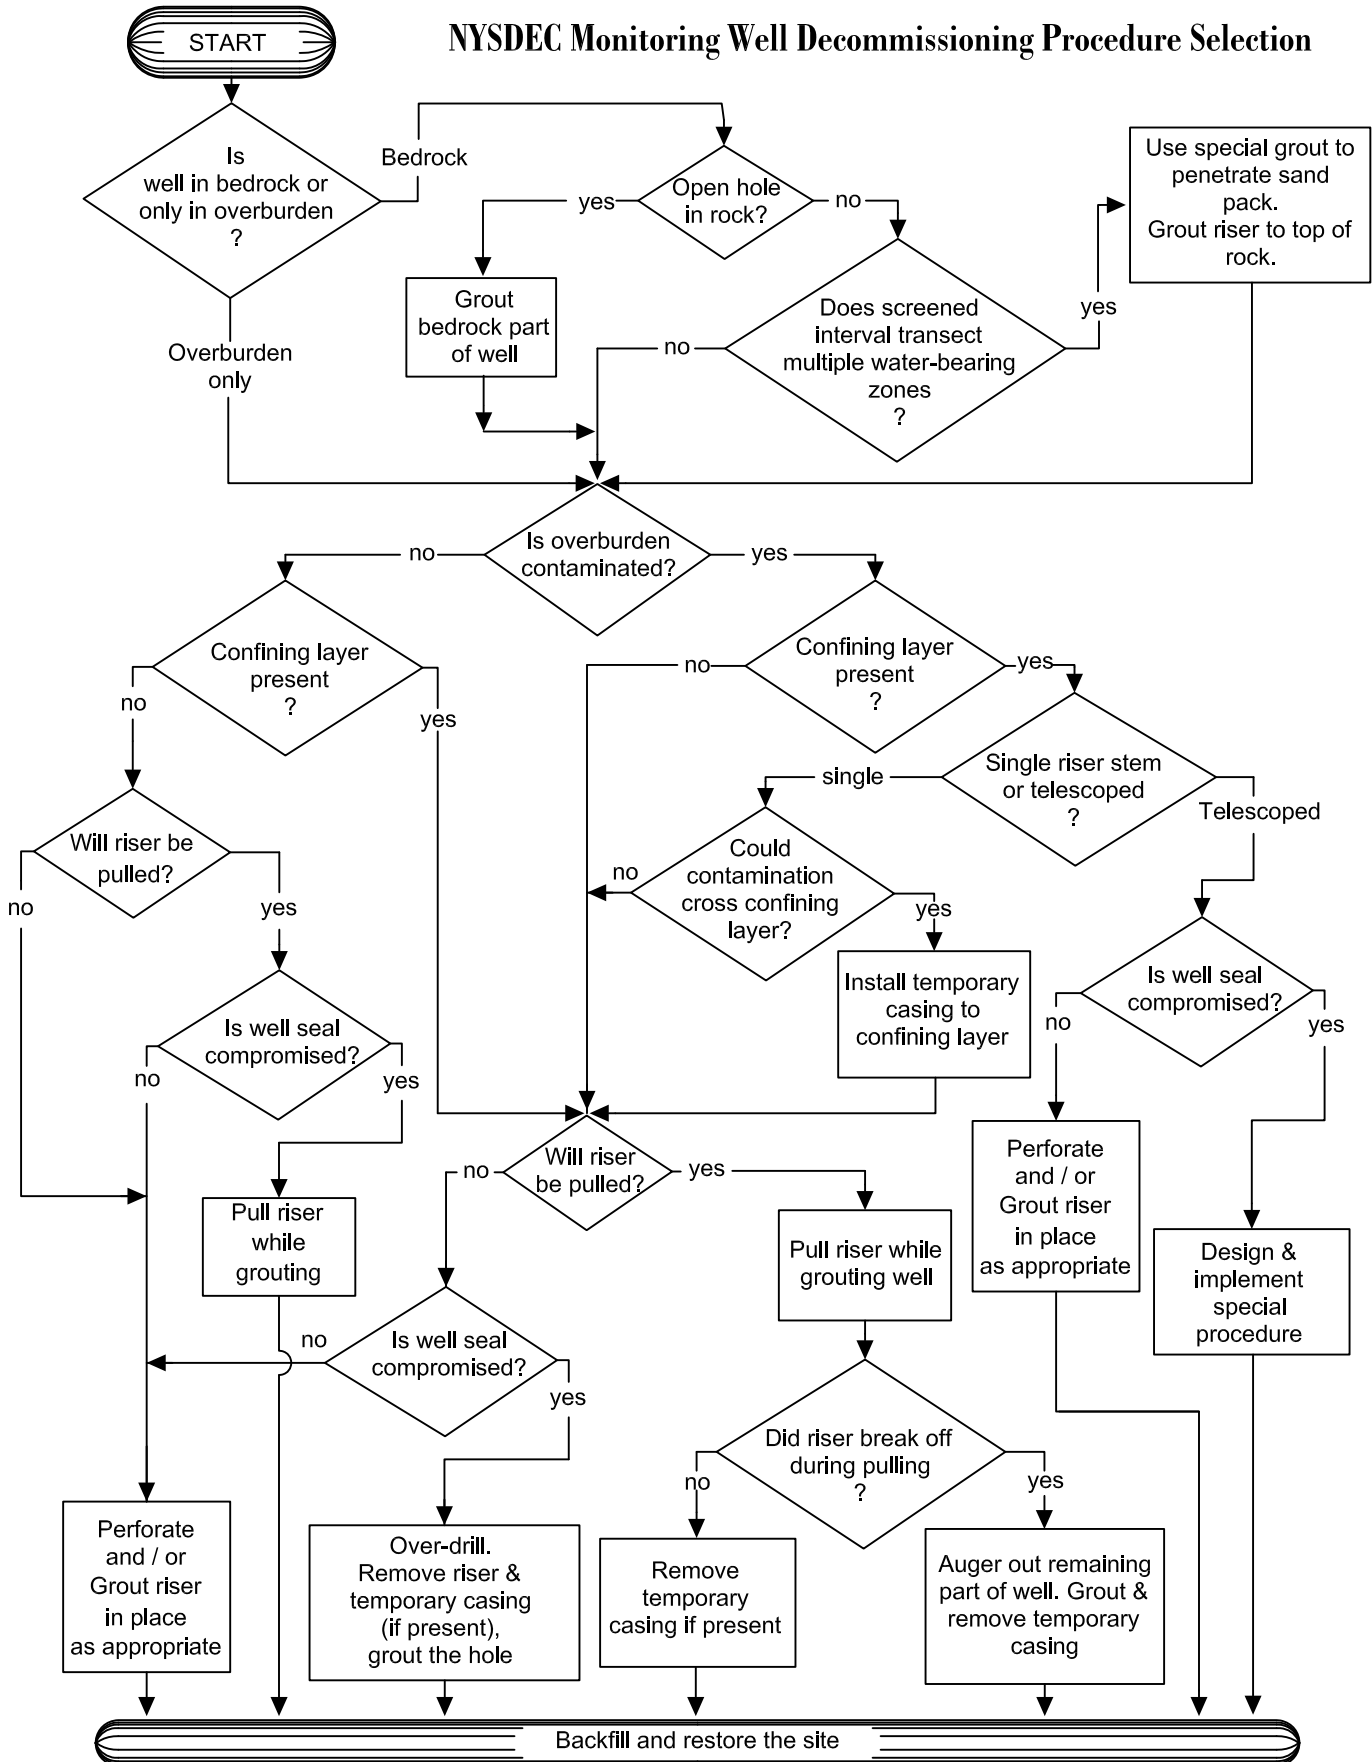 START
NYSDEC Monitoring Well Decommissioning Procedure Selection
Is
well in bedrock or
only in overburden
?
Bedrock
Overburden
only
Open hole
in rock?
yes
no
Grout
bedrock part
of well
Does screened
interval transect
multiple water-bearing
zones
?
no
yes
Use special grout to
penetrate sand
pack.
Grout riser to top of
rock.
Is overburden
contaminated?
no
yes
Confining layer
present
?
no
yes
Confining layer
present
?
no
yes
Single riser stem
or telescoped
?
single
Telescoped
Will riser be
pulled?
no
yes
Could
contamination
cross confining
layer?
no
yes
Install temporary
casing to
confining layer
Is well seal
compromised?
no
yes
Is well seal
compromised?
no
yes
Pull riser
while
grouting
Will riser
be pulled?
no
yes
Perforate
and / or
Grout riser
in place
as appropriate
Design &
implement
special
procedure
Pull riser while
grouting well
Is well seal
compromised?
no
yes
Did riser break off
during pulling
?
no
yes
Perforate
and / or
Grout riser
in place
as appropriate
Over-drill.
Remove riser &
temporary casing
(if present),
grout the hole
Remove
temporary
casing if present
Auger out remaining
part of well. Grout &
remove temporary
casing
Backfill and restore the site